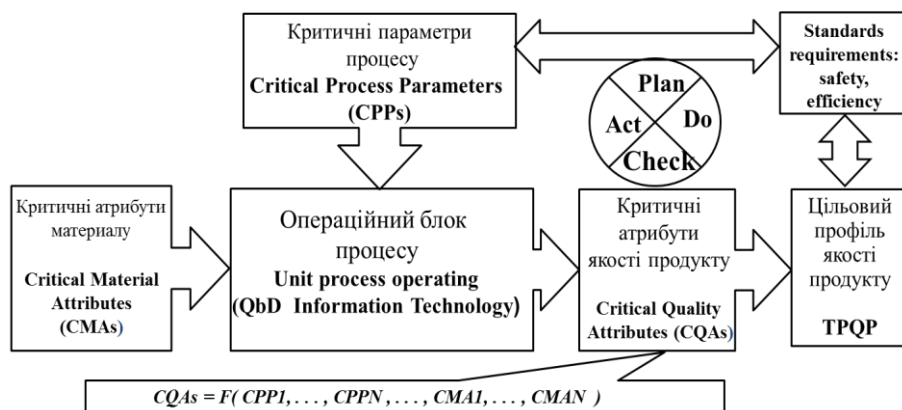 Критичні параметри
процесу
Critical Process Parameters
(CPPs)
Standards
requirements:
safety,
efficiency
Plan
Do
Act
Check
Критичні атрибути
материалу
Critical Material
Attributes
(CMAs)
Операційний блок
процесу
Unit process operating
(QbD Information Technology)
Критичні
атрибути
якості продукту
Critical Quality
Attributes (CQAs)
Цільовий
профіль
якості
продукту
TPQP
CQAs = F( CPP1, . . . , CPPN , . . . , CMA1, . . . , CMAN )